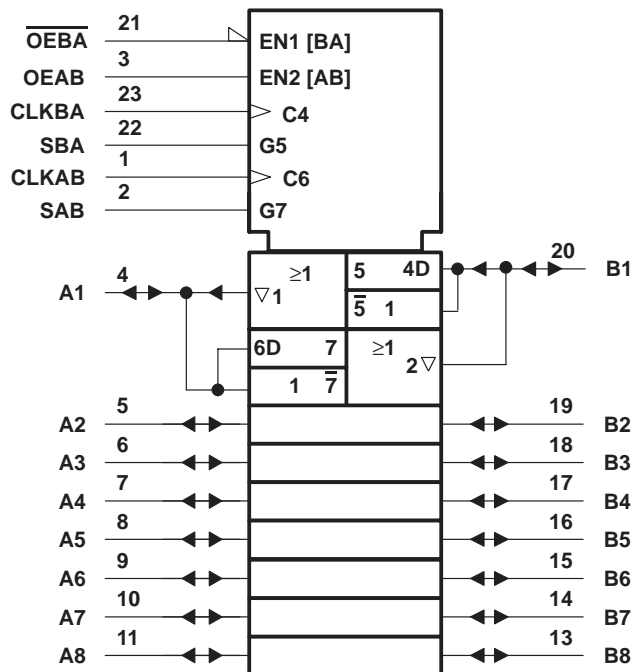 OEBA 21 EN1 [BA]
OEAB 3 EN2 [AB]
CLKBA 23 C4
SBA 22 G5
CLKAB 1 C6
SAB 2 G7
A1 4 ▽1 ≥1 5 4D 20 B1
5̅ 1
6D 7 ≥1 2▽
1 7̅
A2 5 19 B2
A3 6 18 B3
A4 7 17 B4
A5 8 16 B5
A6 9 15 B6
A7 10 14 B7
A8 11 13 B8